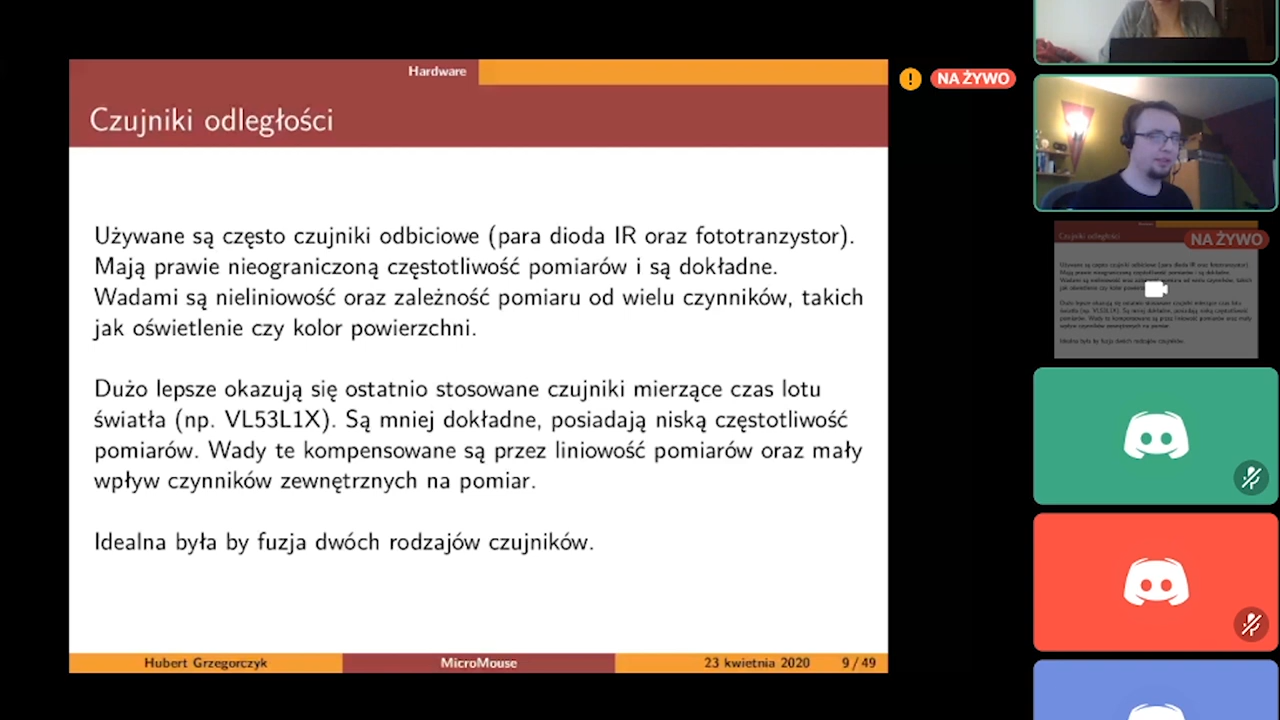 Hardware
Czujniki odległości
Używane są często czujniki odbiciowe (para dioda IR oraz fototranzystor).
Mają prawie nieograniczoną częstotliwość pomiarów i są dokładne.
Wadami są nieliniowość oraz zależność pomiaru od wielu czynników, takich
jak oświetlenie czy kolor powierzchni.
Dużo lepsze okazują się ostatnio stosowane czujniki mierzące czas lotu
światła (np. VL53L1X). Są mniej dokładne, posiadają niską częstotliwość
pomiarów. Wady te kompensowane są przez liniowość pomiarów oraz mały
wpływ czynników zewnętrznych na pomiar.
Idealna była by fuzja dwóch rodzajów czujników.
Hubert Grzegorczyk
MicroMouse
23 kwietnia 2020
9 / 49
NA ŻYWO
NA ŻYWO
Czujniki odległości